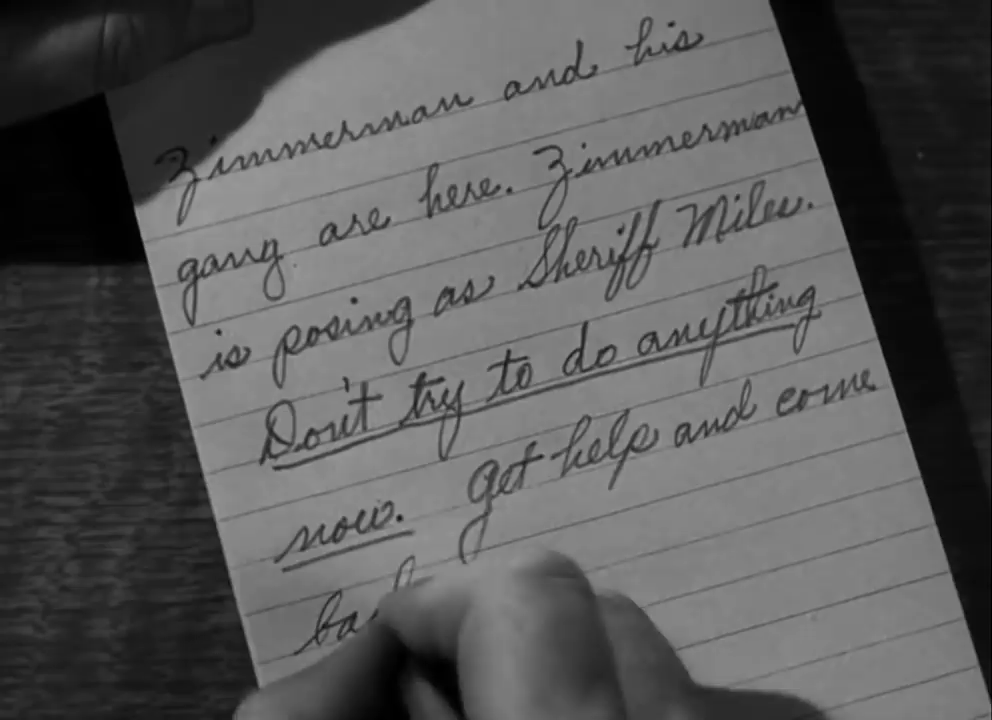 Zimmerman and his
gang are here. Zimmerman
is posing as Sheriff Miles.
Don't try to do anything
now. Get help and come